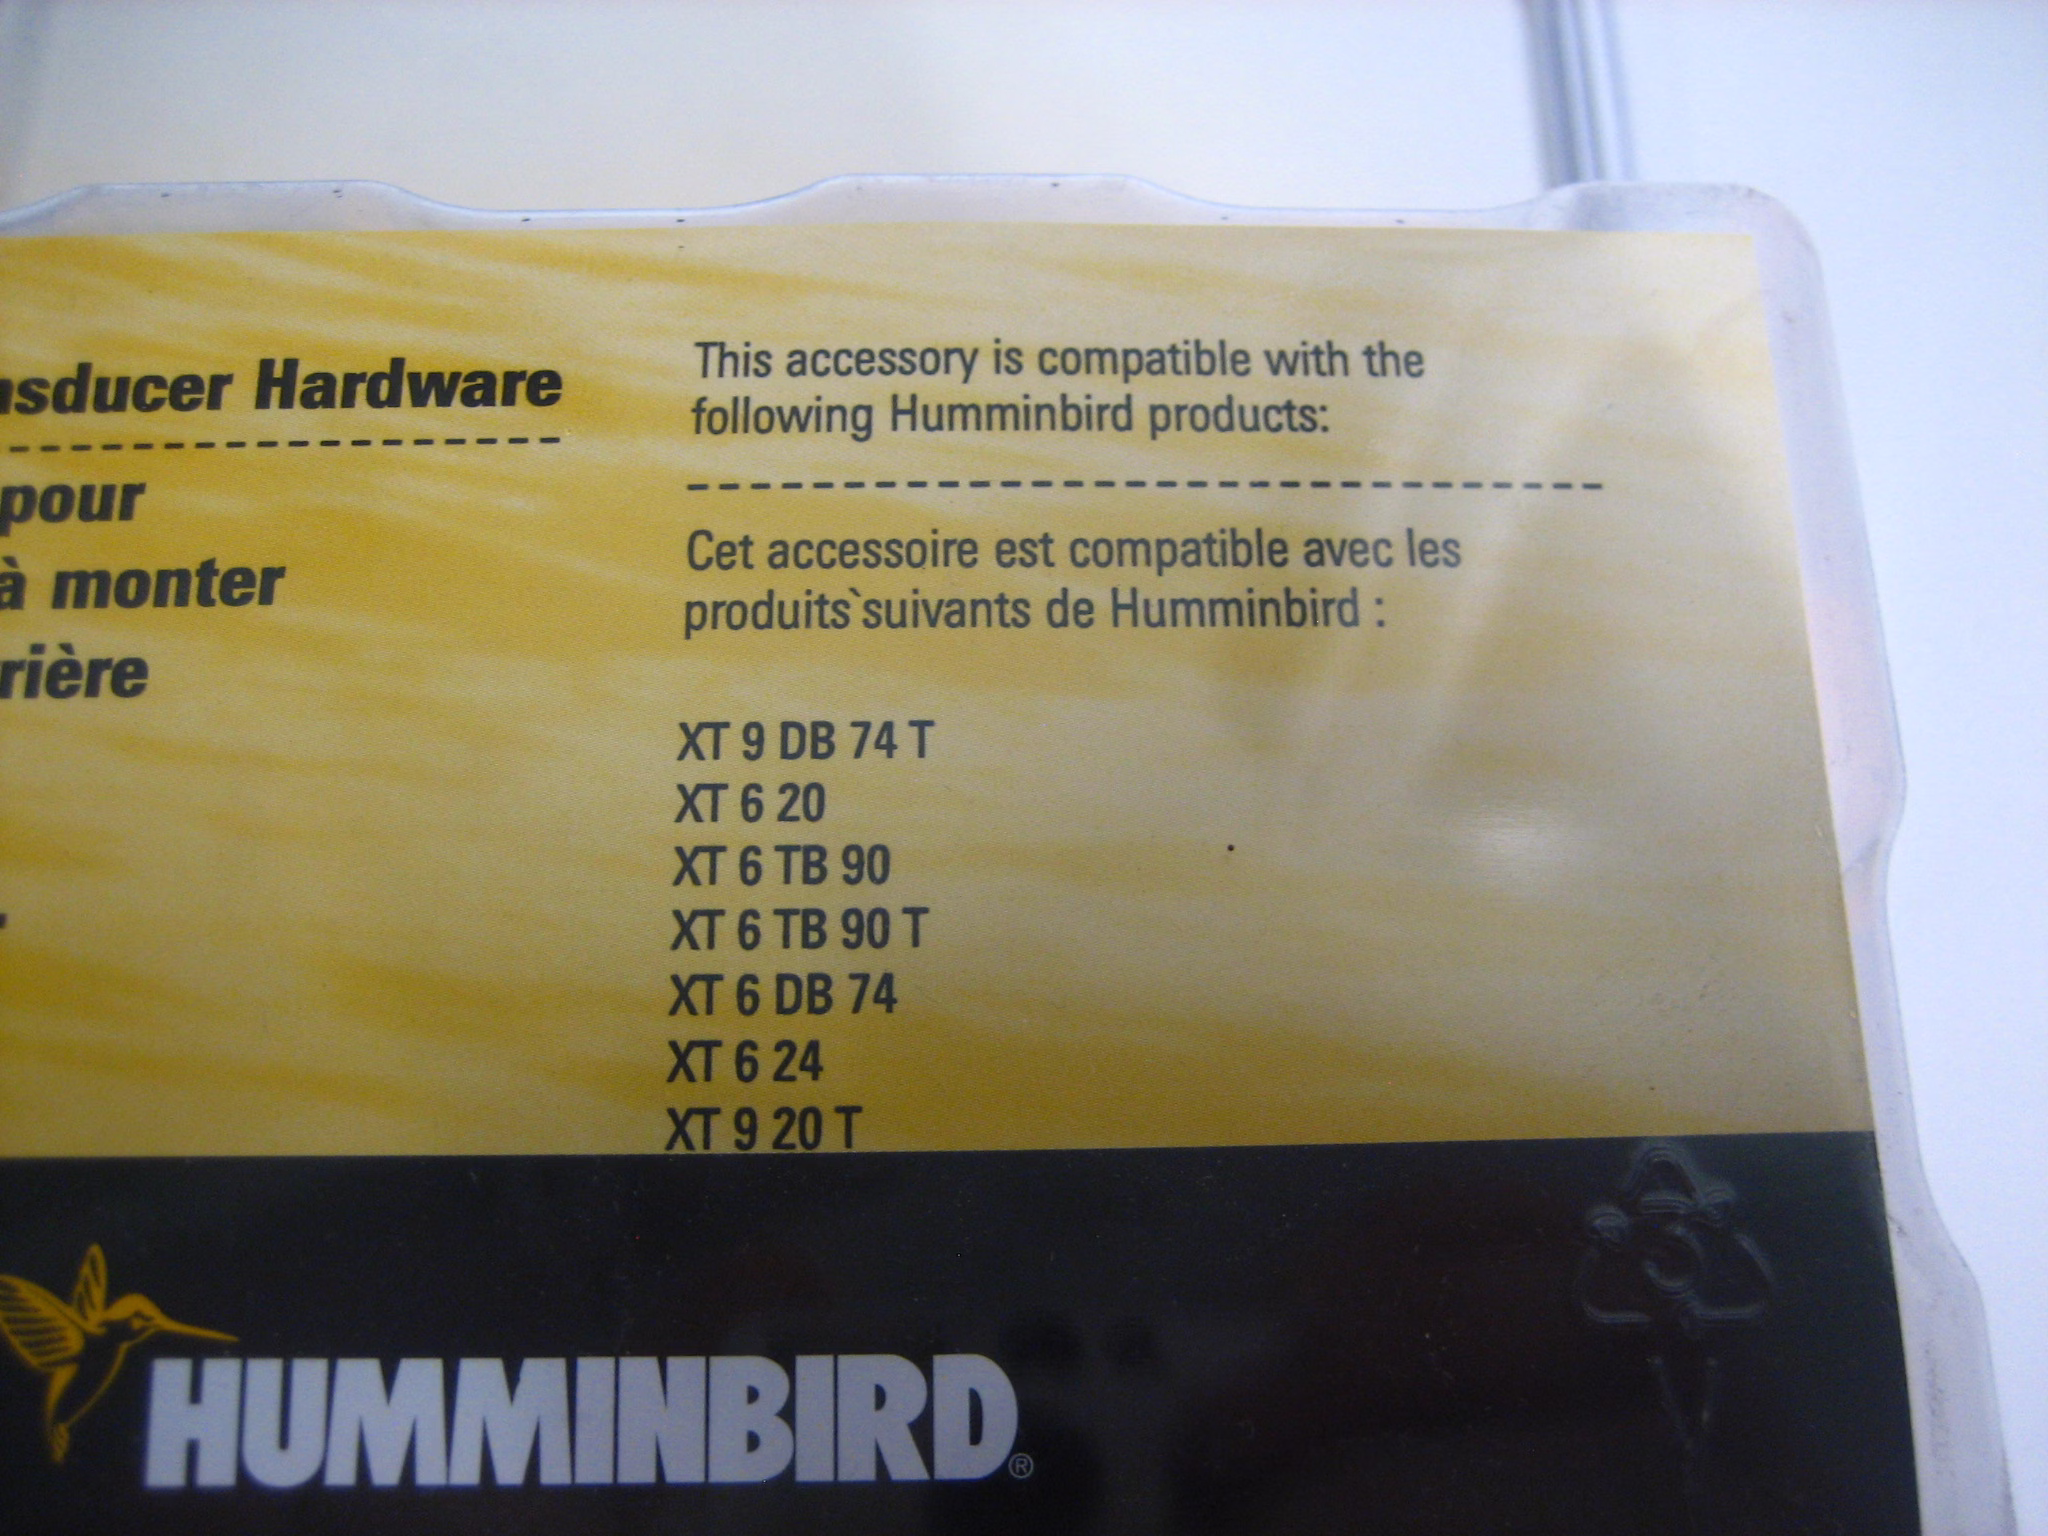 Hardware
pour
à monter
This accessory is compatible with the
following Humminbird products:
Cet accessoire est compatible avec les
produits`suivants de Humminbird :
XT 9 DB 74 T
XT 6 20
XT 6 TB 90
XT 6 TB 90 T
XT 6 DB 74
XT 6 24
XT 9 20 T
HUMMINBIRD®